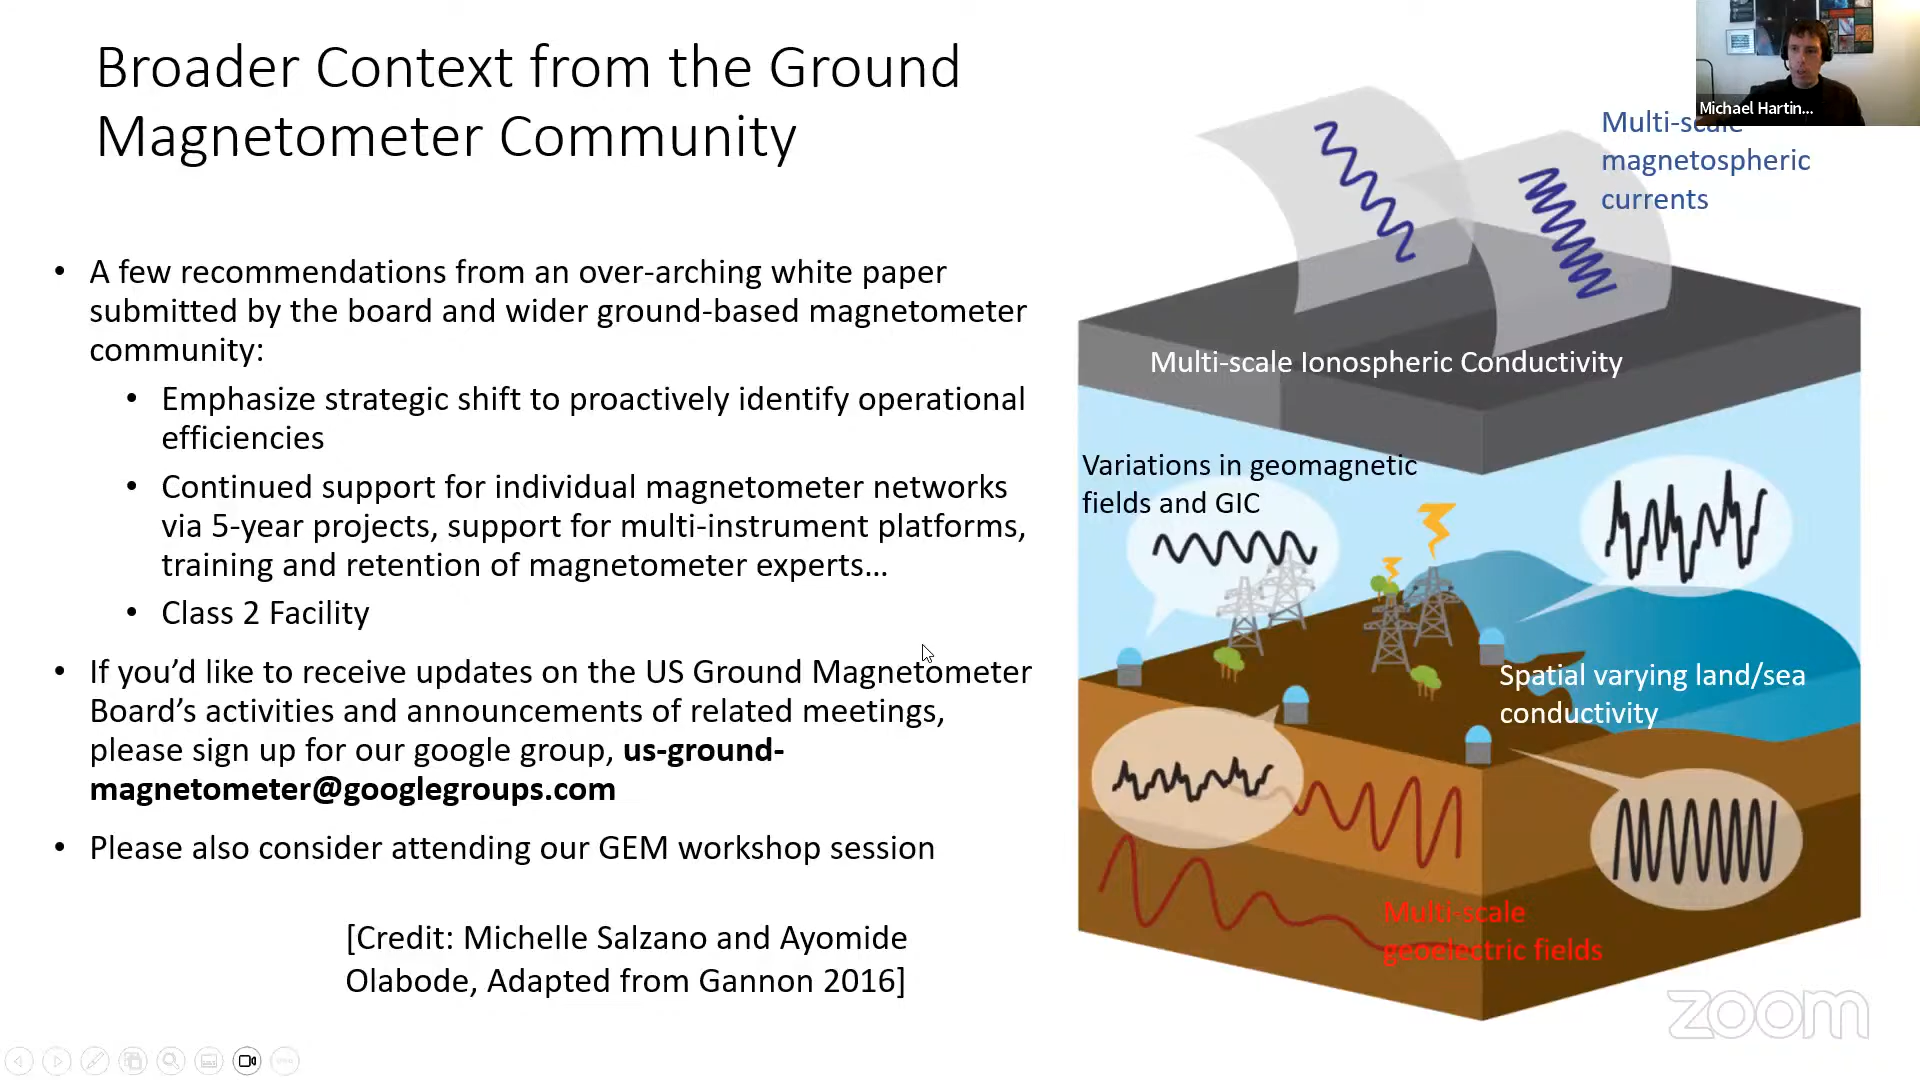 Broader Context from the Ground
Magnetometer Community
• A few recommendations from an over-arching white paper
submitted by the board and wider ground-based magnetometer
community:
• Emphasize strategic shift to proactively identify operational
efficiencies
• Continued support for individual magnetometer networks
via 5-year projects, support for multi-instrument platforms,
training and retention of magnetometer experts…
• Class 2 Facility
• If you’d like to receive updates on the US Ground Magnetometer
Board’s activities and announcements of related meetings,
please sign up for our google group, us-ground-
magnetometer@googlegroups.com
• Please also consider attending our GEM workshop session
[Credit: Michelle Salzano and Ayomide
Olabode, Adapted from Gannon 2016]
Michael Hartin...
Multi-scale
magnetospheric
currents
Multi-scale Ionospheric Conductivity
Variations in geomagnetic
fields and GIC
Spatial varying land/sea
conductivity
Multi-scale
geoelectric fields
zoom